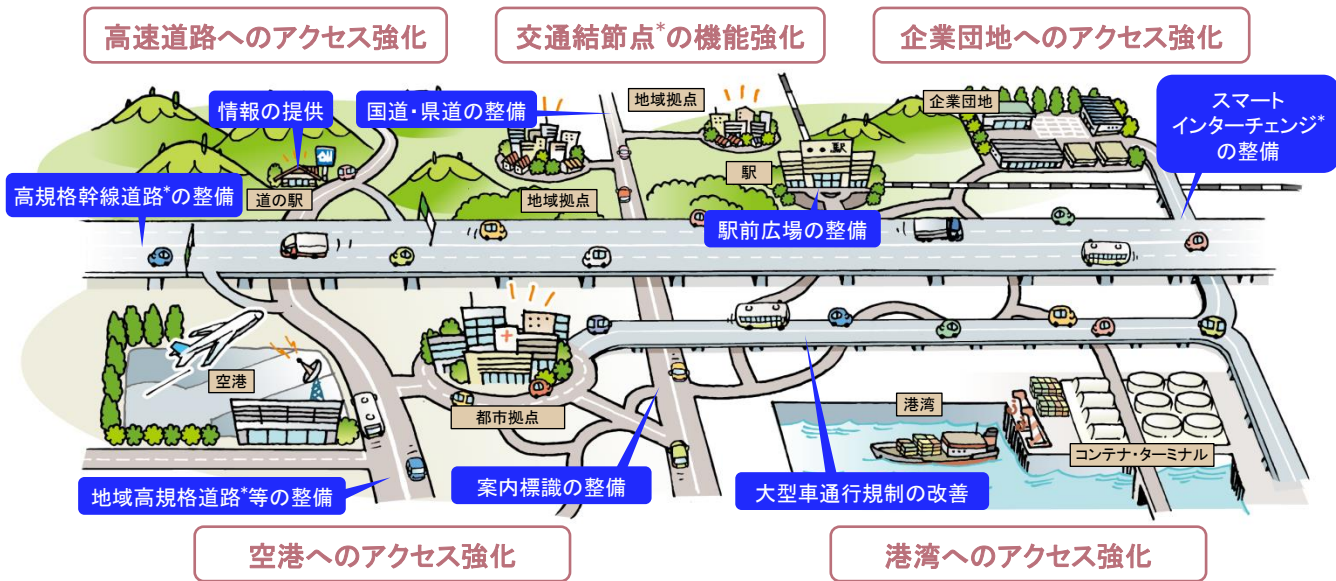 高速道路へのアクセス強化
交通結節点*の機能強化
企業団地へのアクセス強化
情報の提供
国道・県道の整備
地域拠点
企業団地
スマート
インターチェンジ*
の整備
駅
駅
高規格幹線道路*の整備
道の駅
地域拠点
駅前広場の整備
空港
都市拠点
港湾
コンテナ・ターミナル
地域高規格道路*等の整備
案内標識の整備
大型車通行規制の改善
空港へのアクセス強化
港湾へのアクセス強化